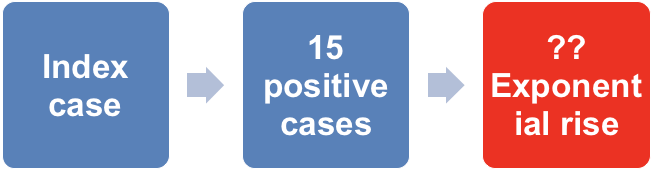 Index
case
15
positive
cases
??
Exponent
ial rise